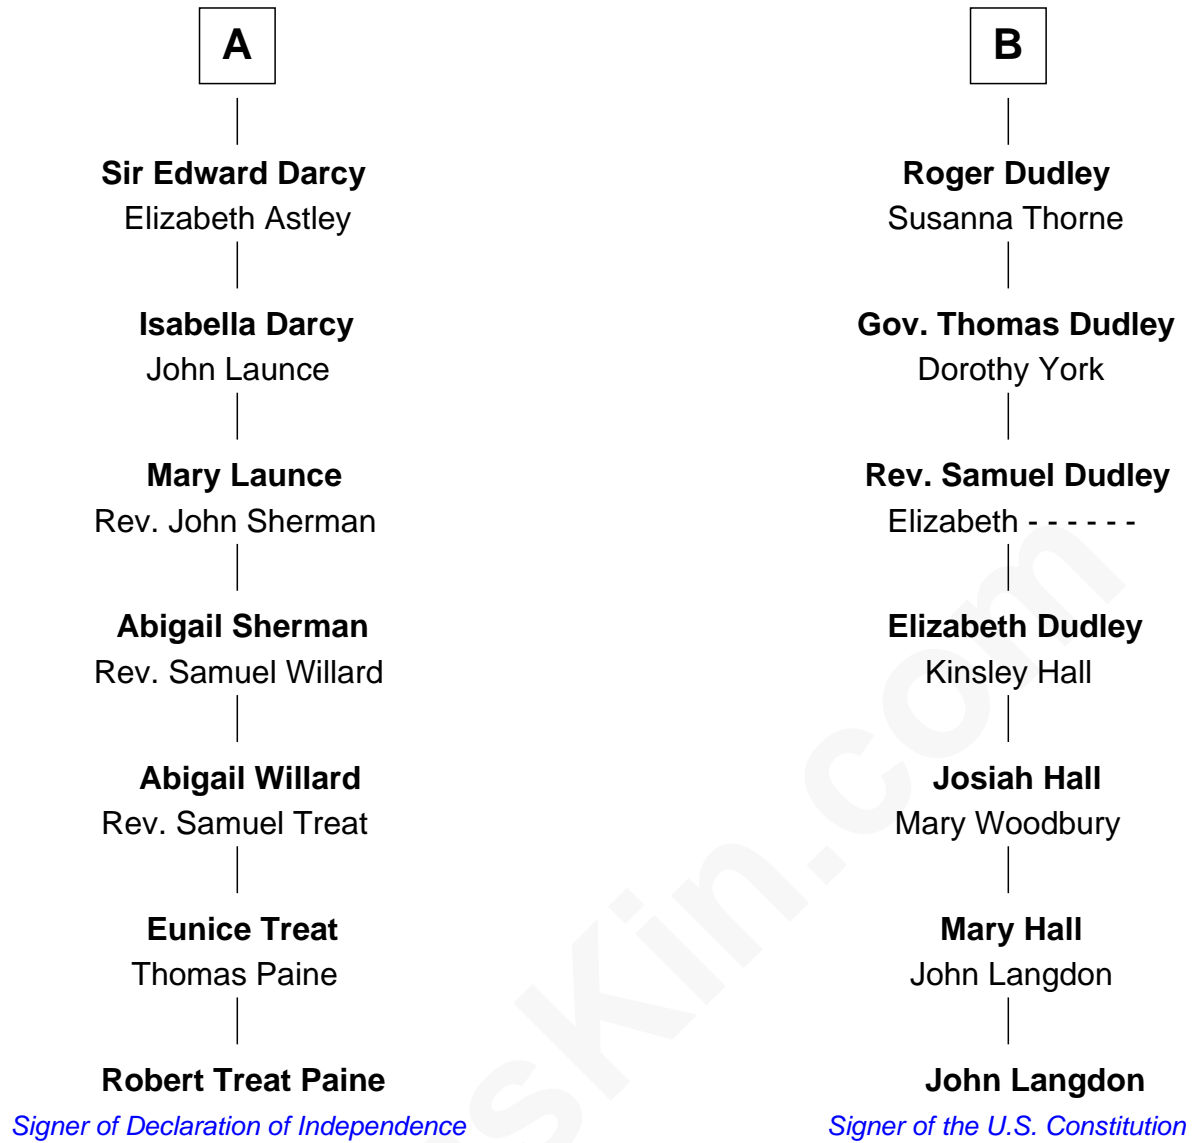 A
Sir Edward Darcy
Elizabeth Astley
Isabella Darcy
John Launce
Mary Launce
Rev. John Sherman
Abigail Sherman
Rev. Samuel Willard
Abigail Willard
Rev. Samuel Treat
Eunice Treat
Thomas Paine
Robert Treat Paine
Signer of Declaration of Independence
B
Roger Dudley
Susanna Thorne
Gov. Thomas Dudley
Dorothy York
Rev. Samuel Dudley
Elizabeth - - - - - -
Elizabeth Dudley
Kinsley Hall
Josiah Hall
Mary Woodbury
Mary Hall
John Langdon
John Langdon
Signer of the U.S. Constitution